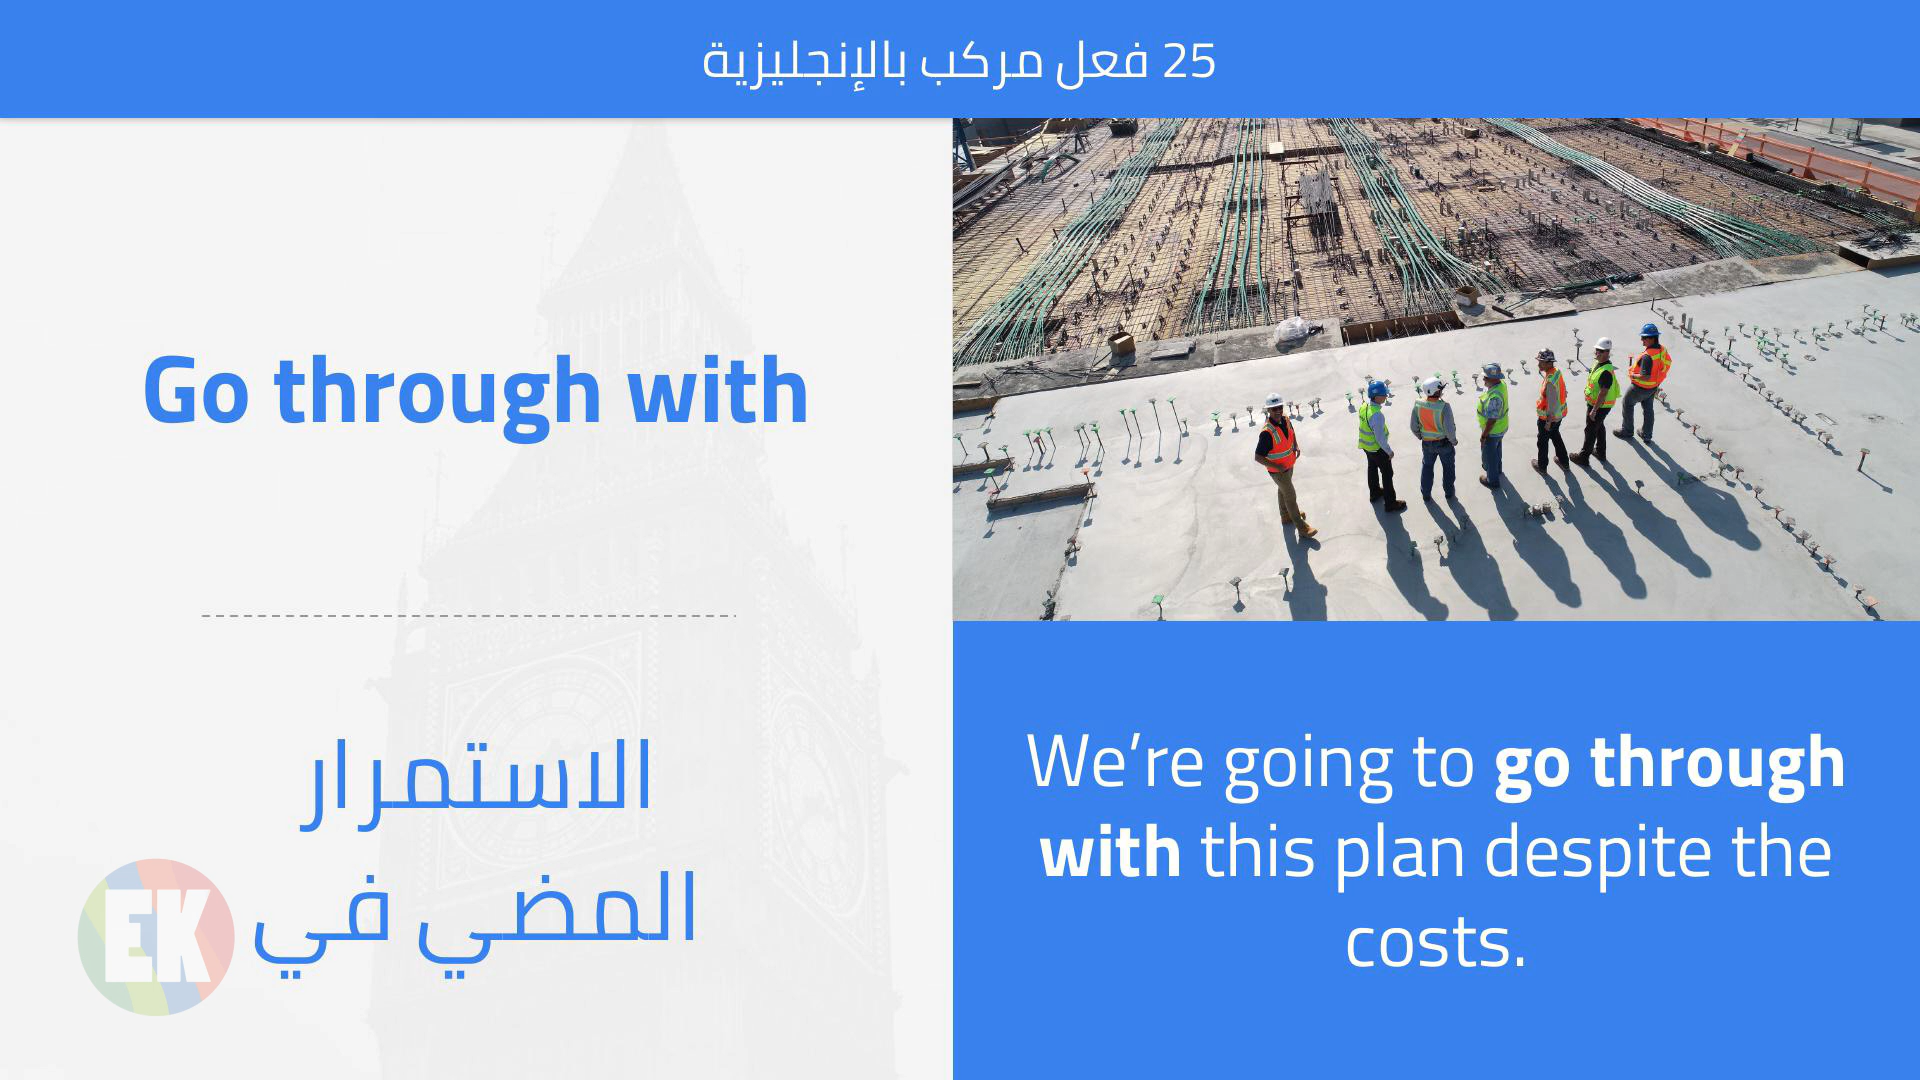 25 فعل مركب بالإنجليزية
Go through with
الاستمرار
المضي في
EK
We’re going to go through
with this plan despite the
costs.